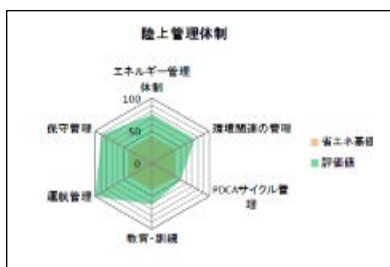 陸上管理体制
エネルギー管理
体制
100
50
0
環境関連の管理
PDCAサイクル管
理
教育・訓練
運航管理
保守管理
省エネ基礎
評価値